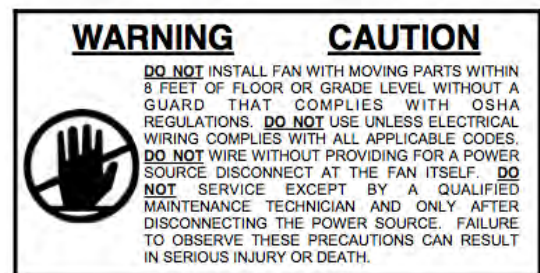 WARNING CAUTION
DO NOT INSTALL FAN WITH MOVING PARTS WITHIN
8 FEET OF FLOOR OR GRADE LEVEL WITHOUT A
GUARD THAT COMPLIES WITH OSHA
REGULATIONS. DO NOT USE UNLESS ELECTRICAL
WIRING COMPLIES WITH ALL APPLICABLE CODES.
DO NOT WIRE WITHOUT PROVIDING FOR A POWER
SOURCE DISCONNECT AT THE FAN ITSELF. DO
NOT SERVICE EXCEPT BY A QUALIFIED
MAINTENANCE TECHNICIAN AND ONLY AFTER
DISCONNECTING THE POWER SOURCE. FAILURE
TO OBSERVE THESE PRECAUTIONS CAN RESULT
IN SERIOUS INJURY OR DEATH.